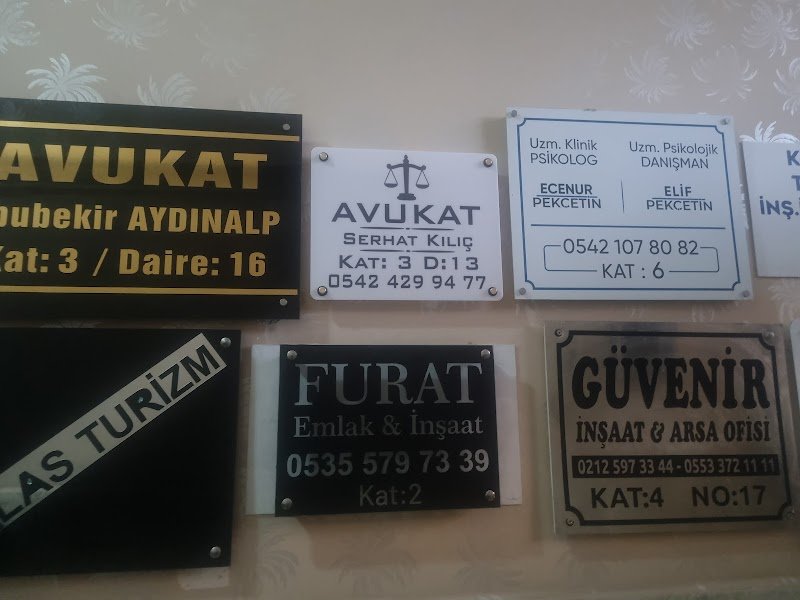 AVUKAT
AYDINALP
Kat: 3 / Daire: 16
AVUKAT
SERHAT KILIÇ
KAT: 3 D:13
0542 429 94 77
Uzm. Klinik
PSİKOLOG
ECENUR
PEKCETİN
Uzm. Psikolojik
DANIŞMAN
ELİF
PEKCETİN
0542 107 80 82
KAT : 6
K
T
İNŞ.
LAS TURİZM
FURAT
Emlak & İnşaat
0535 579 73 39
Kat:2
GÜVENİR
İNŞAAT & ARSA OFİSİ
0212 597 33 44 - 0553 372 11 11
KAT:4 NO:17